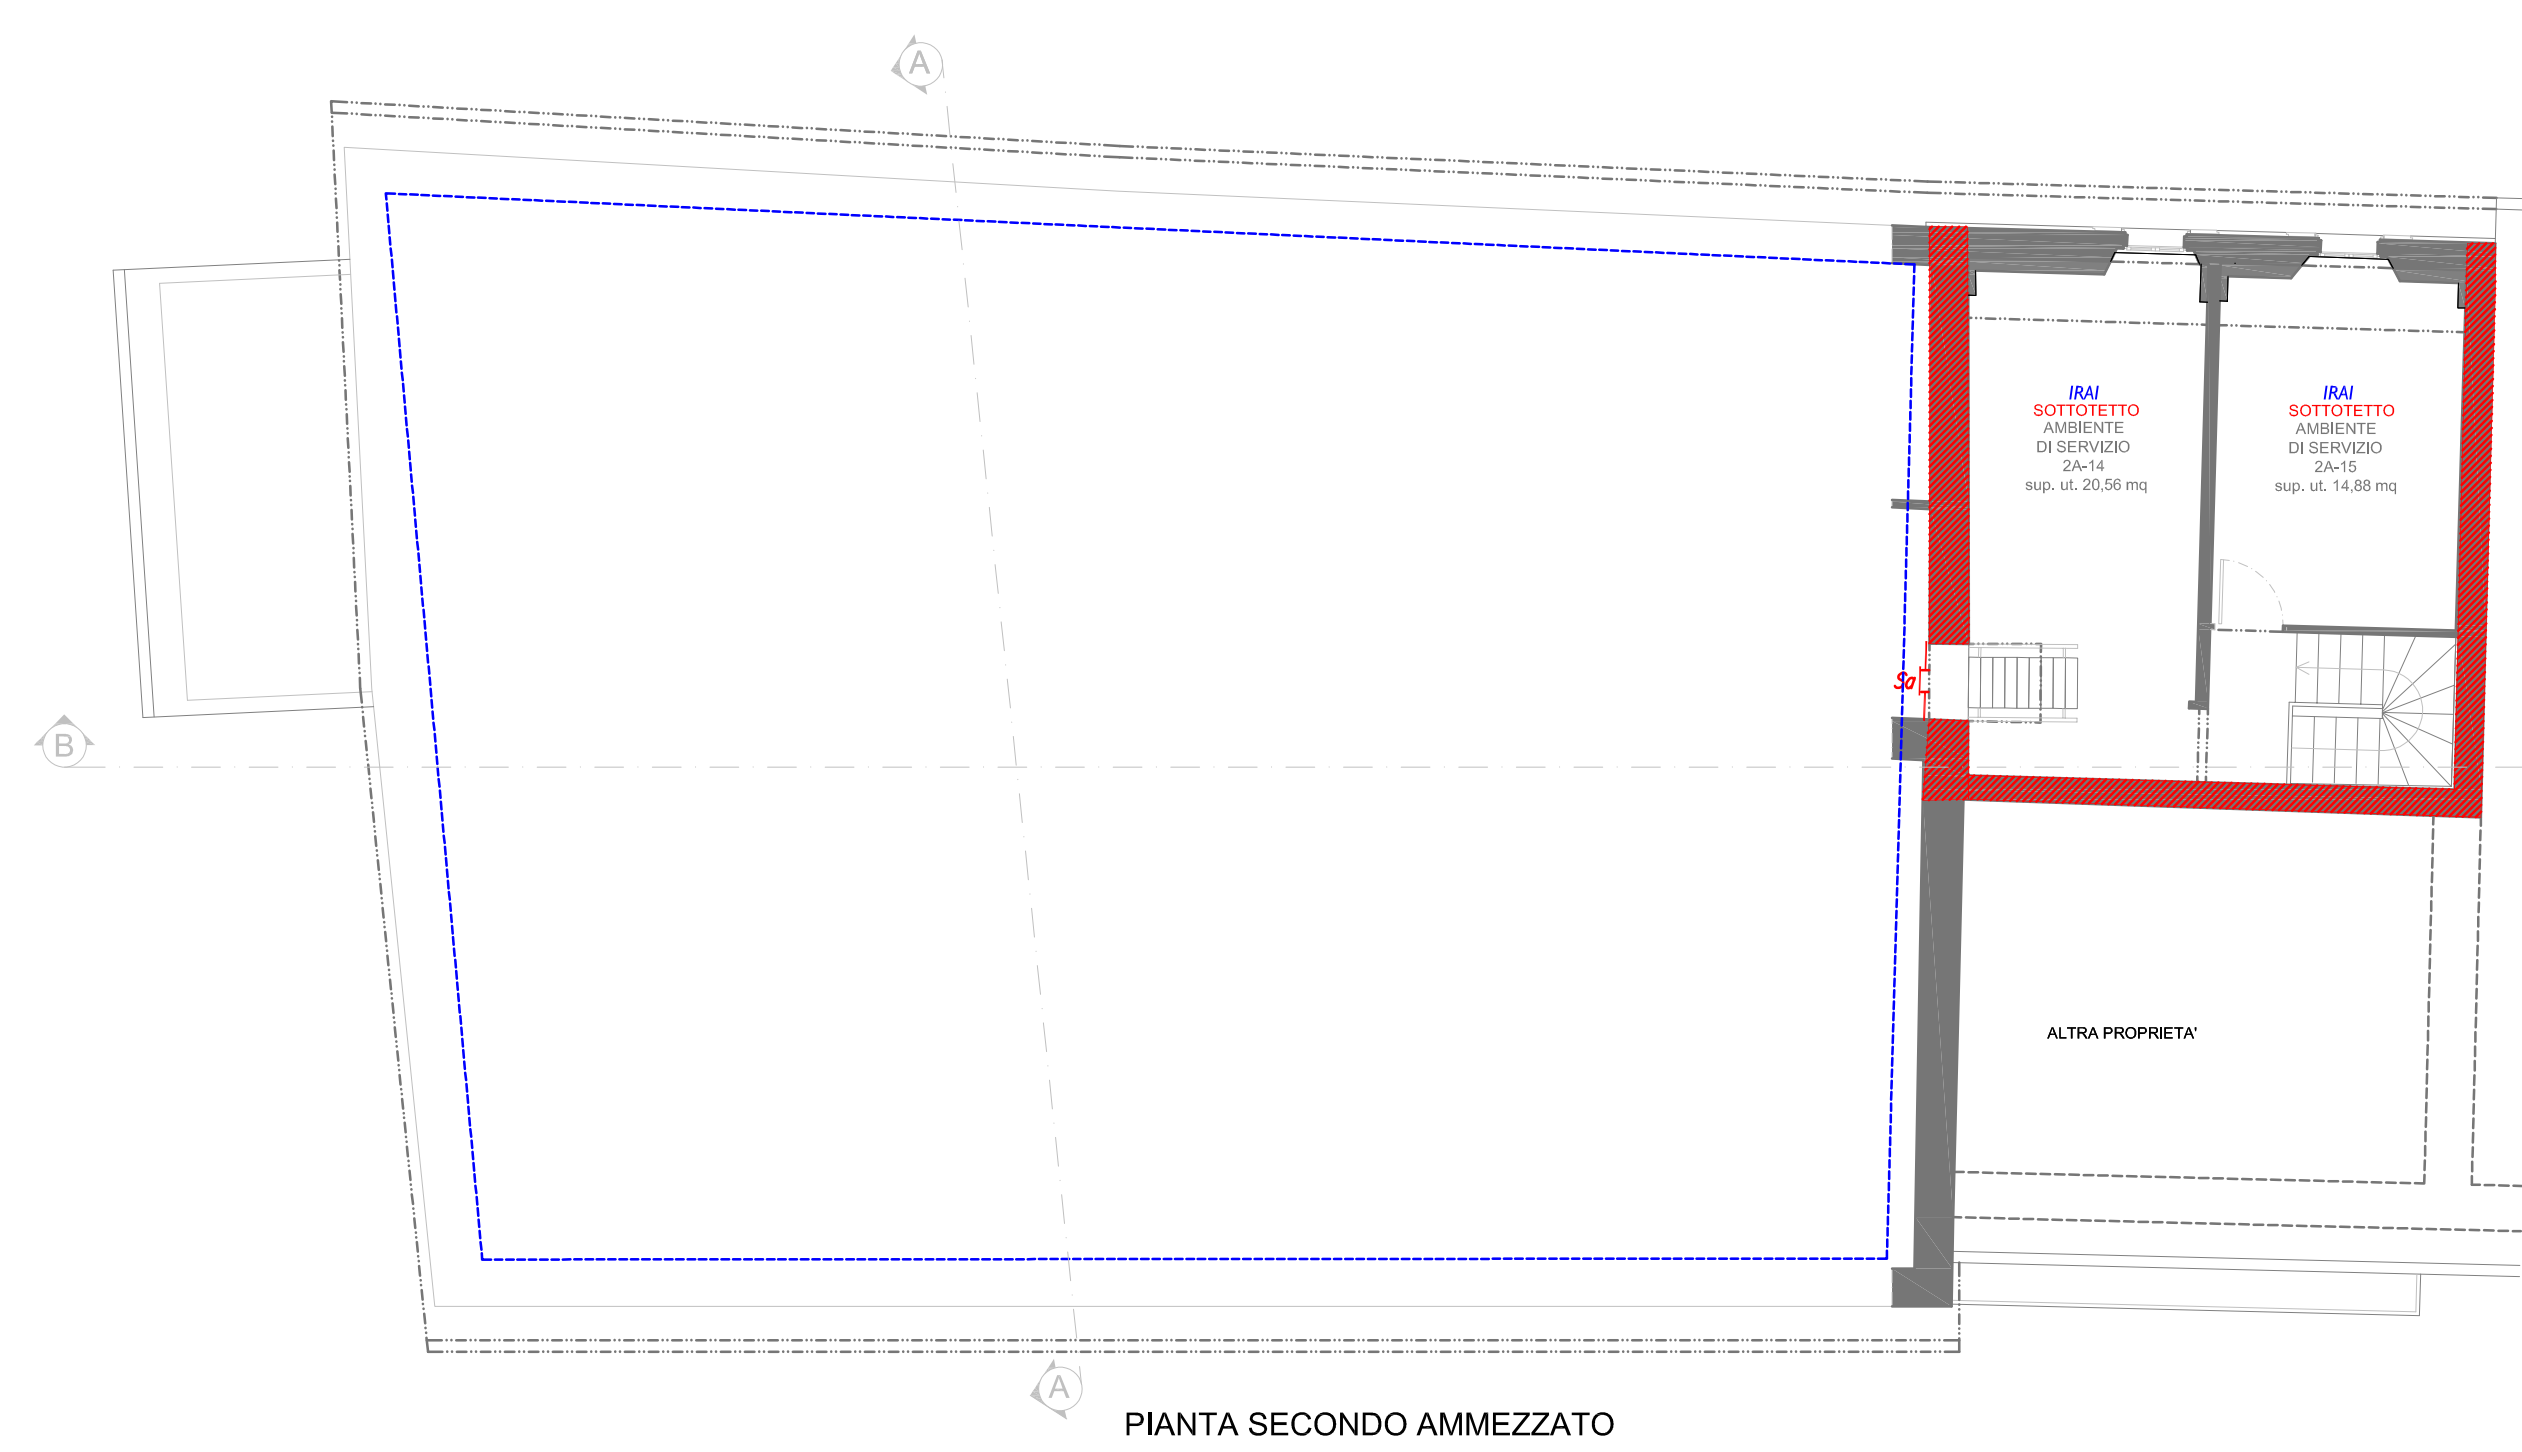 A
IRAI
SOTTOTETTO
AMBIENTE
DI SERVIZIO
2A-14
sup. ut. 20,56 mq
IRAI
SOTTOTETTO
AMBIENTE
DI SERVIZIO
2A-15
sup. ut. 14,88 mq
Sa
B
ALTRA PROPRIETA'
A
PIANTA SECONDO AMMEZZATO